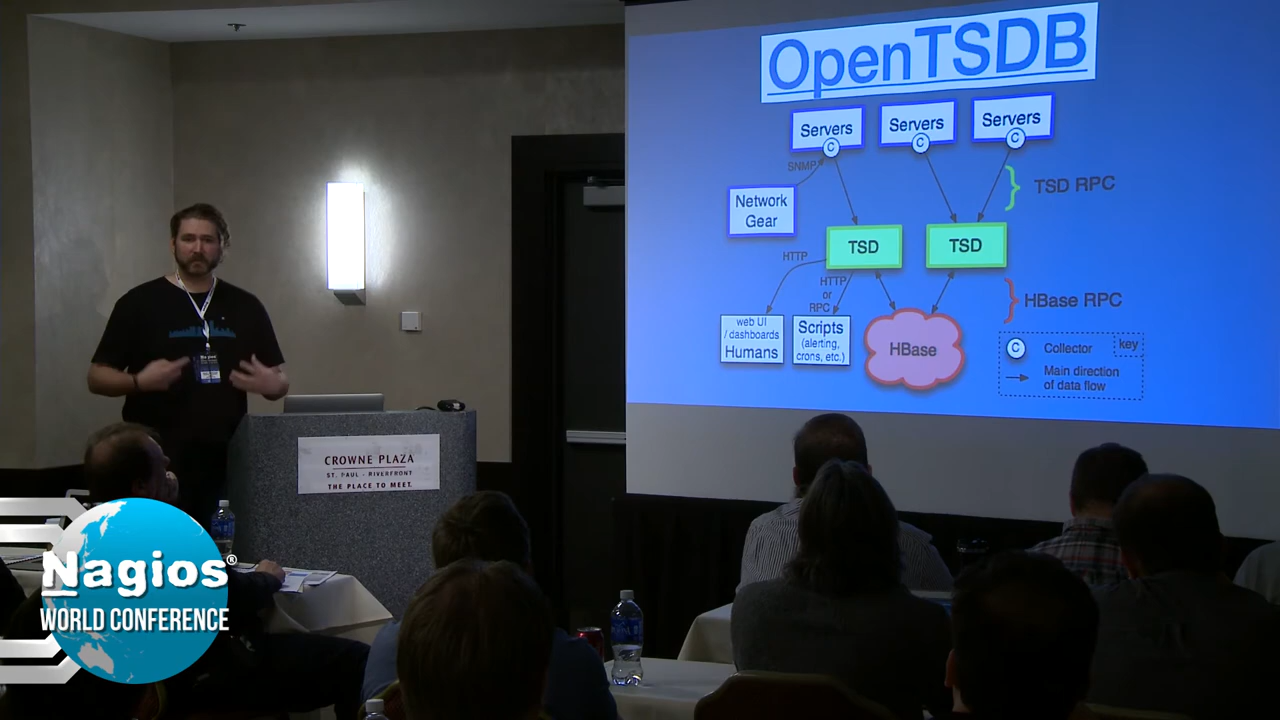 OpenTSDB
Servers
Servers
Servers
C
C
C
SNMP
TSD RPC
Network
Gear
TSD
TSD
HTTP
HTTP
or
RPC
HBase RPC
web UI
/ dashboards
Humans
Scripts
(alerting,
crons, etc.)
HBase
C
Collector
key
Main direction
of data flow
CROWNE PLAZA
ST. PAUL - RIVERFRONT
THE PLACE TO MEET.
Nagios®
WORLD CONFERENCE